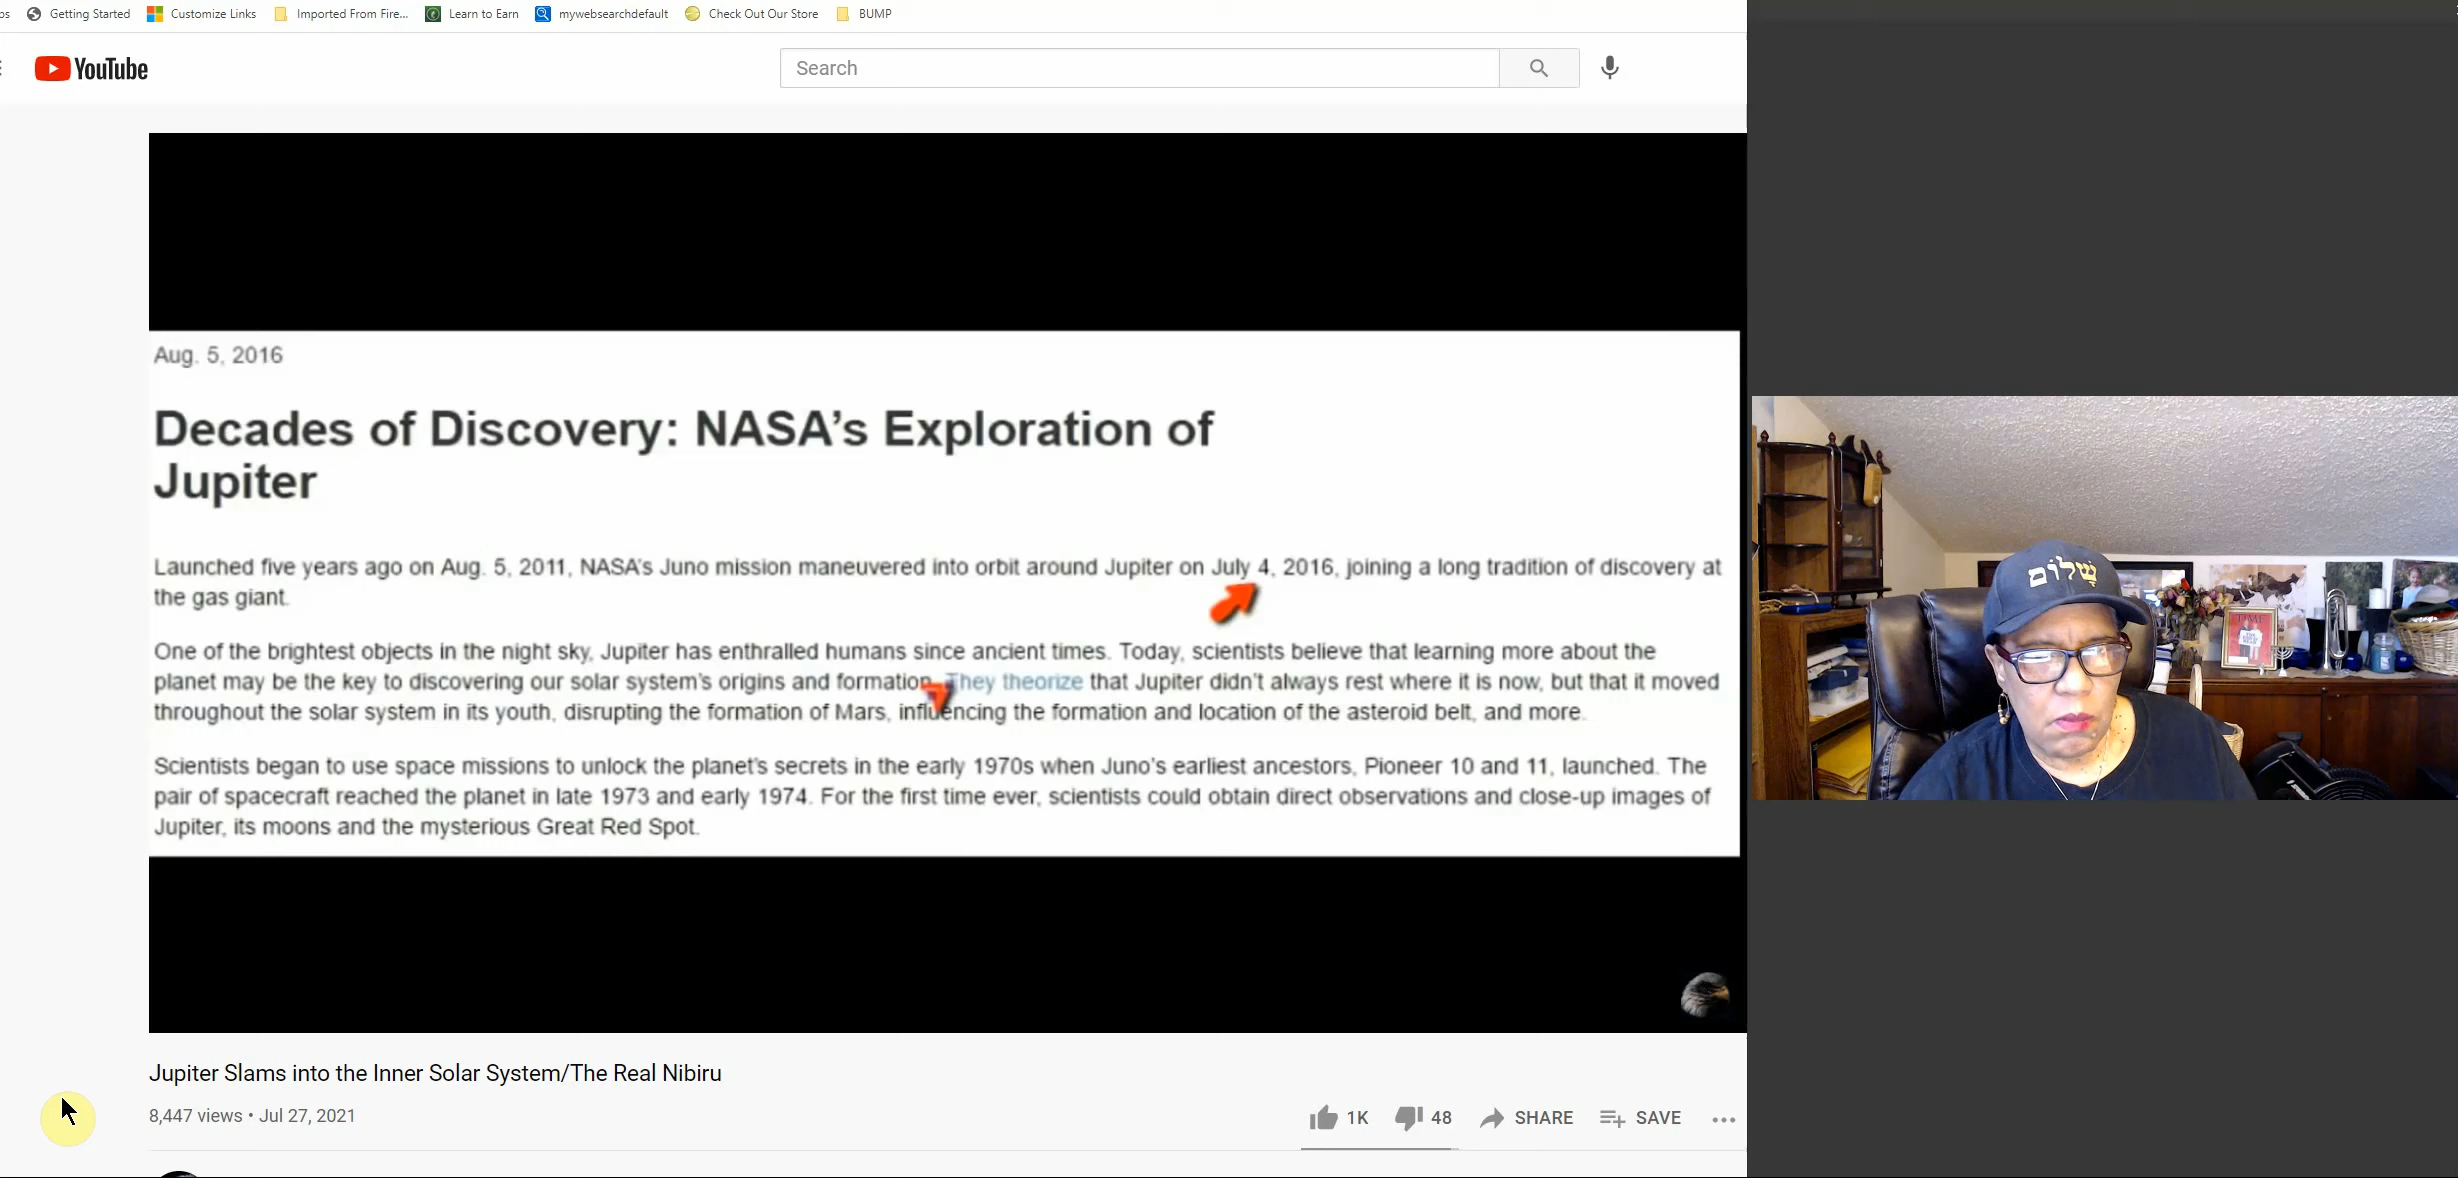 Getting Started Customize Links Imported From Fire... Learn to Earn mywebsearchdefault Check Out Our Store BUMP
YouTube
Search
Aug. 5, 2016
Decades of Discovery: NASA's Exploration of
Jupiter
Launched five years ago on Aug. 5, 2011, NASA's Juno mission maneuvered into orbit around Jupiter on July 4, 2016, joining a long tradition of discovery at
the gas giant.
One of the brightest objects in the night sky, Jupiter has enthralled humans since ancient times. Today, scientists believe that learning more about the
planet may be the key to discovering our solar system's origins and formation. They theorize that Jupiter didn't always rest where it is now, but that it moved
throughout the solar system in its youth, disrupting the formation of Mars, influencing the formation and location of the asteroid belt, and more.
Scientists began to use space missions to unlock the planet's secrets in the early 1970s when Juno's earliest ancestors, Pioneer 10 and 11, launched. The
pair of spacecraft reached the planet in late 1973 and early 1974. For the first time ever, scientists could obtain direct observations and close-up images of
Jupiter, its moons and the mysterious Great Red Spot.
שָׁלוֹם
TIME
Jupiter Slams into the Inner Solar System/The Real Nibiru
8,447 views • Jul 27, 2021
1K 48 SHARE SAVE